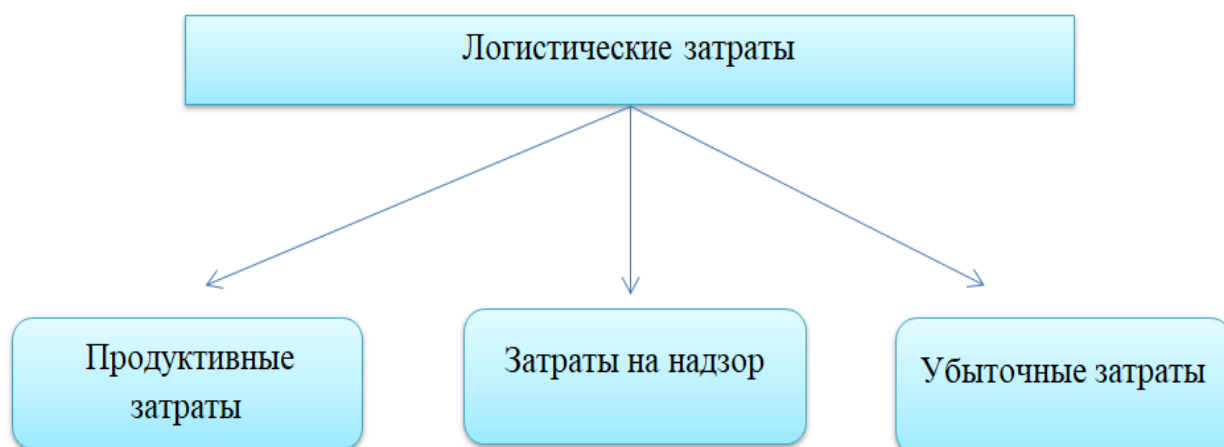 Логистические затраты
Продуктивные
затраты
Затраты на надзор
Убыточные затраты